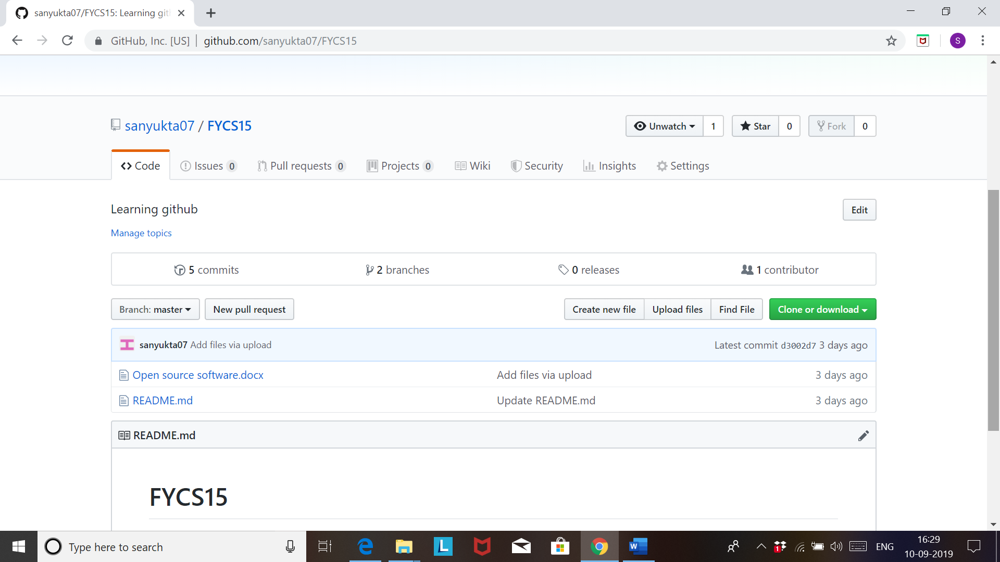 sanyukta07/FYCS15: Learning git
GitHub, Inc. [US] | github.com/sanyukta07/FYCS15
S
sanyukta07 / FYCS15
Unwatch 1 Star 0 Fork 0
Code Issues 0 Pull requests 0 Projects 0 Wiki Security Insights Settings
Learning github
Edit
Manage topics
5 commits 2 branches 0 releases 1 contributor
Branch: master New pull request Create new file Upload files Find File Clone or download
sanyukta07 Add files via upload Latest commit d3002d7 3 days ago
Open source software.docx Add files via upload 3 days ago
README.md Update README.md 3 days ago
README.md
FYCS15
Type here to search
L
W
1
ENG
16:29
10-09-2019